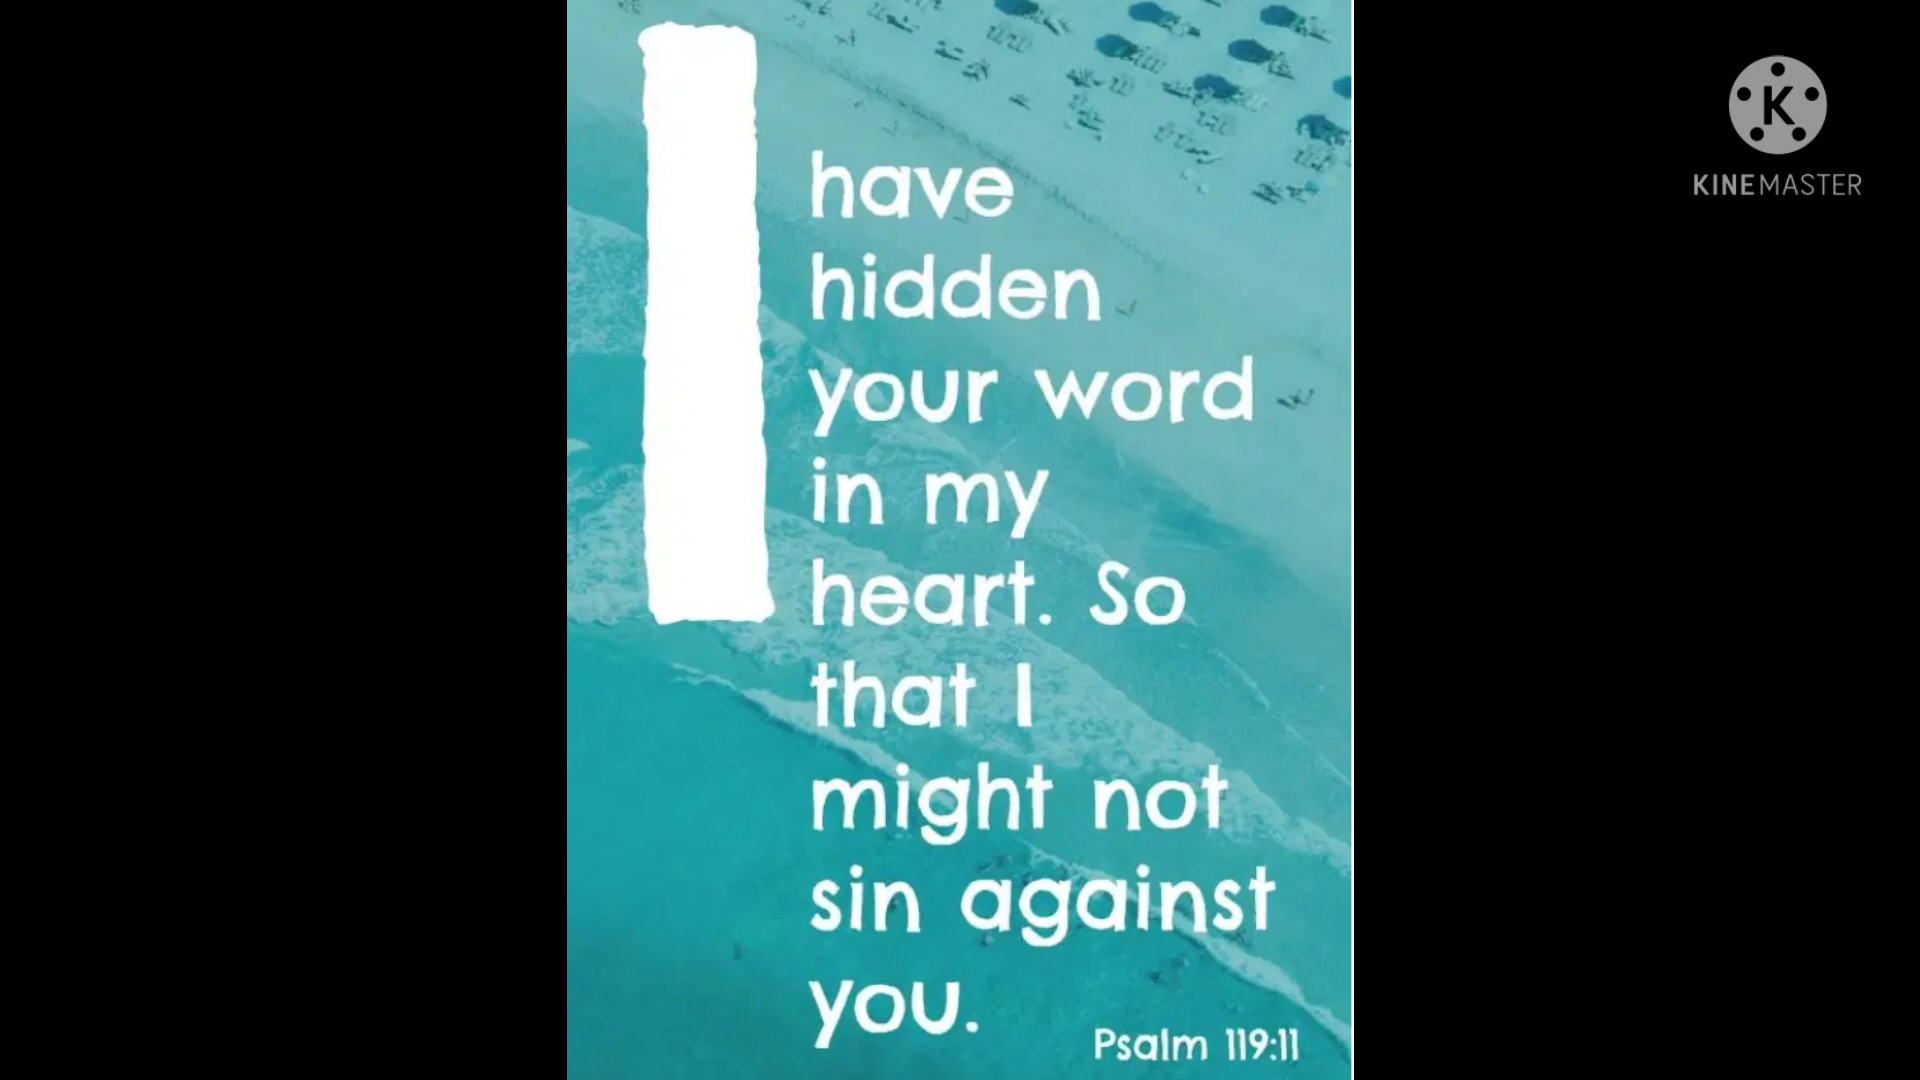 I have
hidden
your word
in my
heart. So
that I
might not
sin against
you.
Psalm 119:11
KINEMASTER